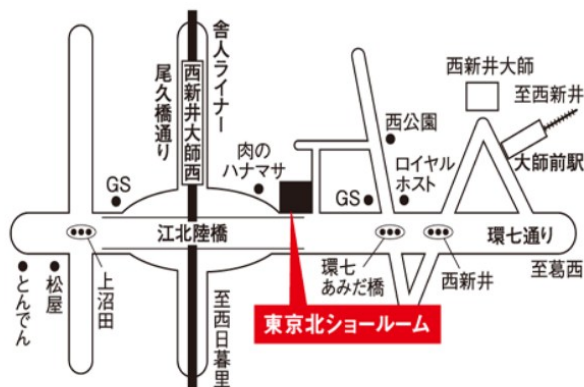 舎人ライナー
尾久橋通り
西新井大師西
西新井大師
至西新井
大師前駅
西公園
肉の
ハナマサ
ロイヤル
ホスト
GS
GS
江北陸橋
環七通り
上沼田
環七
あみだ橋
西新井
至葛西
とんでん
松屋
至西日暮里
東京北ショールーム